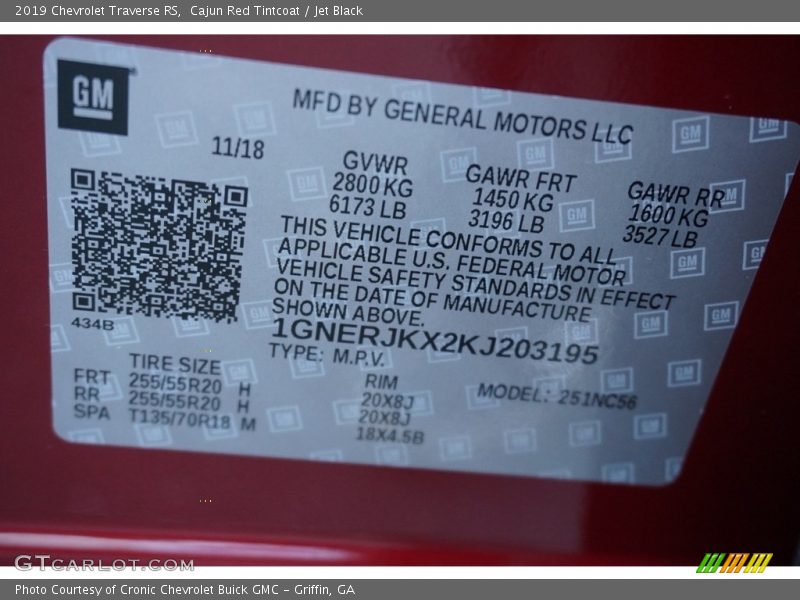 2019 Chevrolet Traverse RS, Cajun Red Tintcoat / Jet Black
GM
MFD BY GENERAL MOTORS LLC
11/18
GVWR
2800 KG
6173 LB
GAWR FRT
1450 KG
3196 LB
GAWR RR
1600 KG
3527 LB
THIS VEHICLE CONFORMS TO ALL
APPLICABLE U.S. FEDERAL MOTOR
VEHICLE SAFETY STANDARDS IN EFFECT
ON THE DATE OF MANUFACTURE
SHOWN ABOVE.
1GNERJKX2KJ203195
TYPE: M.P.V.
434B
TIRE SIZE
FRT 255/55R20 H
RR 255/55R20 H
SPA T135/70R18 M
RIM
20X8J
20X8J
18X4.5B
MODEL: 251NC56
GTCARLOT.COM
Photo Courtesy of Cronic Chevrolet Buick GMC – Griffin, GA